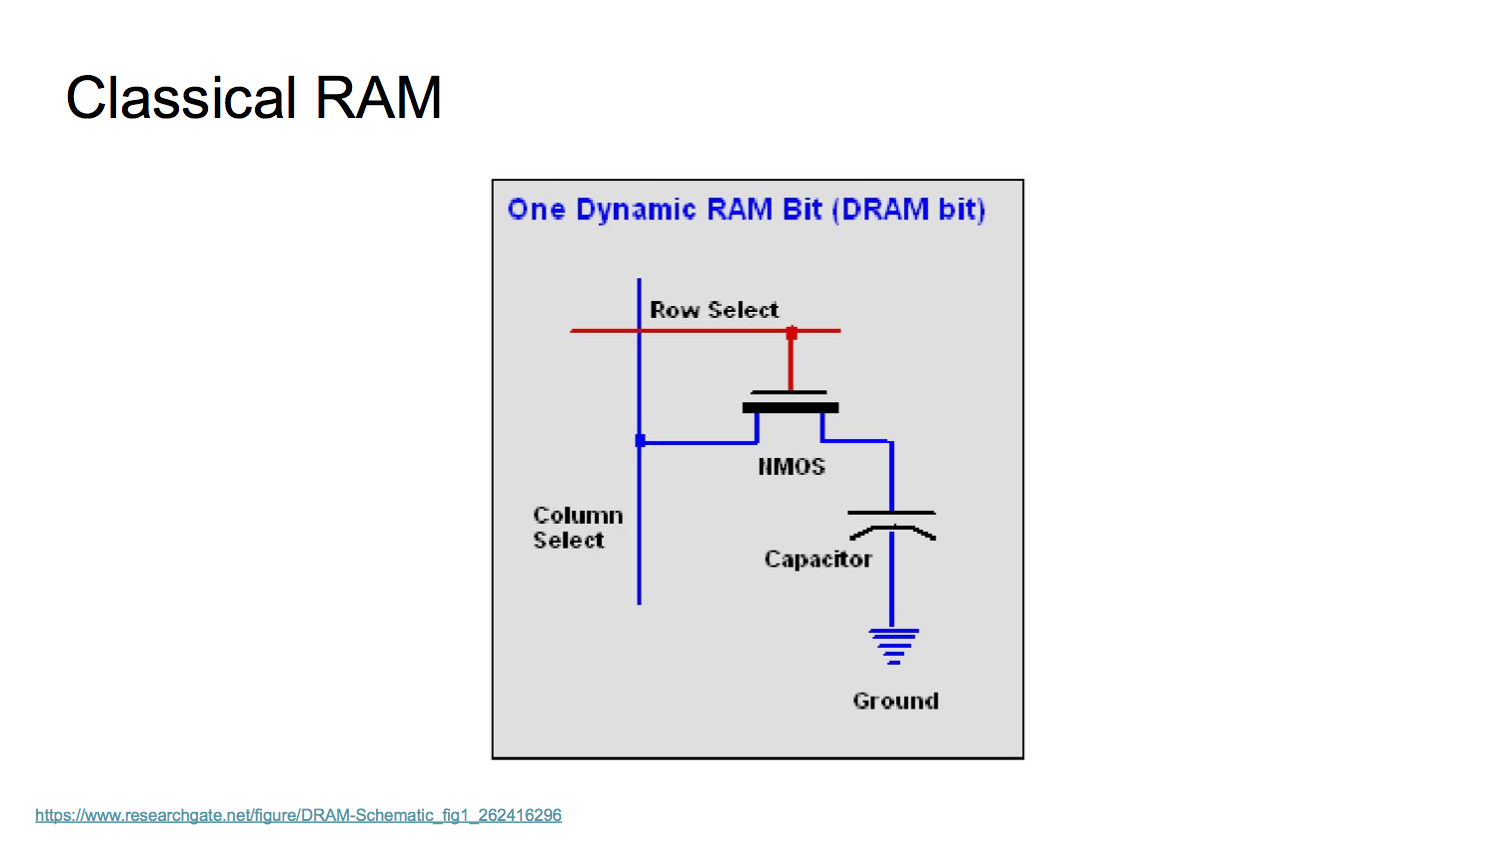 Classical RAM
One Dynamic RAM Bit (DRAM bit)
Row Select
NMOS
Column
Select
Capacitor
Ground
https://www.researchgate.net/figure/DRAM-Schematic_fig1_262416296